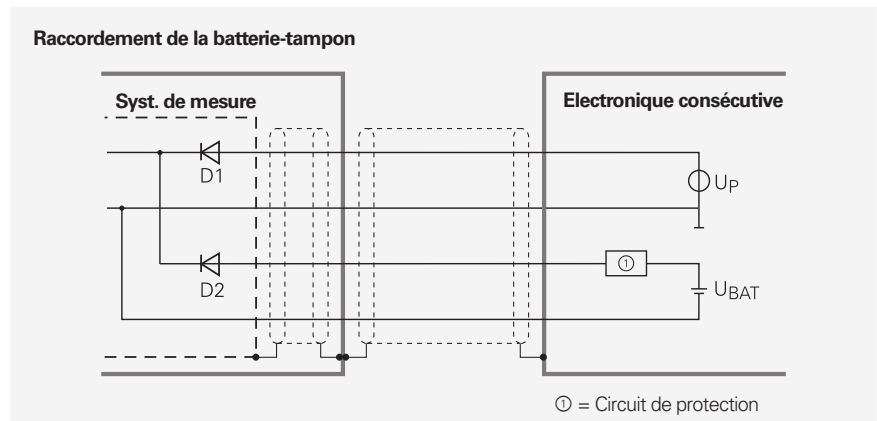 Raccordement de la batterie-tampon
Syst. de mesure
Electronique consécutive
D1
UP
①
D2
UBAT
① = Circuit de protection